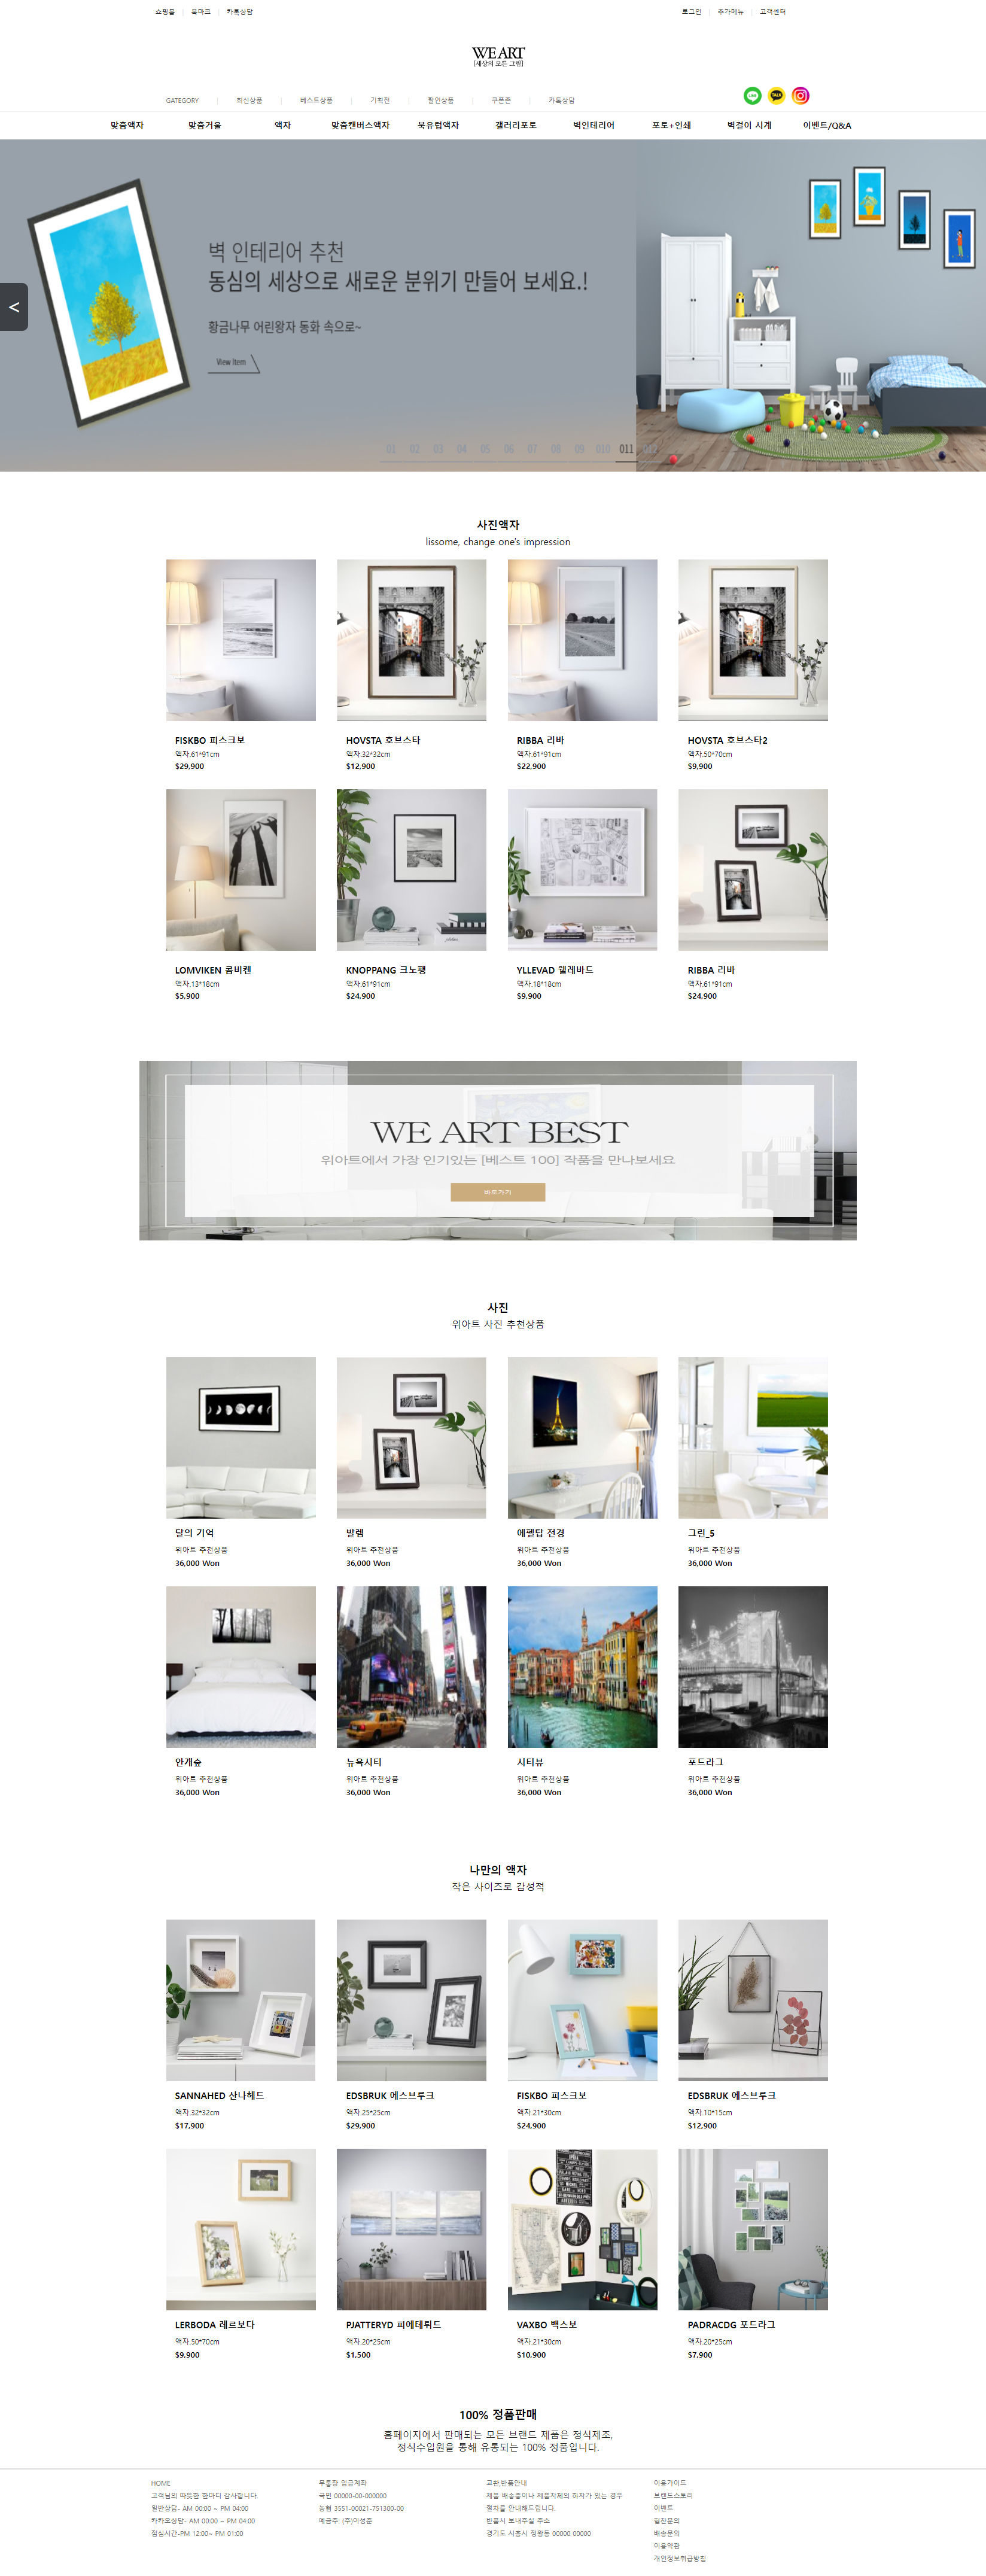 쇼핑몰 북마크 카톡상담 로그인 추가메뉴 고객센터
WE ART
[세상의 모든 그림]
GATEGORY 최신상품 베스트상품 기획전 할인상품 쿠폰존 카톡상담
LINE TALK
맞춤액자 맞춤거울 액자 맞춤캔버스액자 북유럽액자 갤러리포토 벽인테리어 포토+인쇄 벽걸이 시계 이벤트/Q&A
벽 인테리어 추천
동심의 세상으로 새로운 분위기 만들어 보세요.!
<
황금나무 어린왕자 동화 속으로~
View Item
01 02 03 04 05 06 07 08 09 010 011
사진액자
lissome, change one's impression
FISKBO 피스크보 HOVSTA 호브스타 RIBBA 리바 HOVSTA 호브스타2
액자.61*91cm 액자.32*32cm 액자.61*91cm 액자.50*70cm
$29,900 $12,900 $22,900 $9,900
LOMVIKEN 롬비켄 KNOPPANG 크노팽 YLLEVAD 윌레바드 RIBBA 리바
액자.13*18cm 액자.61*91cm 액자.18*18cm 액자.61*91cm
$5,900 $24,900 $9,900 $24,900
WE ART BEST
위아트에서 가장 인기있는 [베스트 100] 작품을 만나보세요
바로가기
사진
위아트 사진 추천상품
달의 기억 발렘 에펠탑 전경 그린_5
위아트 추천상품 위아트 추천상품 위아트 추천상품 위아트 추천상품
36,000 Won 36,000 Won 36,000 Won 36,000 Won
안개숲 뉴욕시티 시티뷰 포드라그
위아트 추천상품 위아트 추천상품 위아트 추천상품 위아트 추천상품
36,000 Won 36,000 Won 36,000 Won 36,000 Won
나만의 액자
작은 사이즈로 감성적
SANNAHED 산나헤드 EDSBRUK 에스브루크 FISKBO 피스크보 EDSBRUK 에스브루크
액자.32*32cm 액자.25*25cm 액자.21*30cm 액자.10*15cm
$17,900 $29,900 $24,900 $12,900
LERBODA 레르보다 PJATTERYD 피에테뤼드 VAXBO 백스보 PADRACDG 포드라그
액자.50*70cm 액자.20*25cm 액자.21*30cm 액자.20*25cm
$9,900 $1,500 $10,900 $7,900
100% 정품판매
홈페이지에서 판매되는 모든 브랜드 제품은 정식제조,
정식수입원을 통해 유통되는 100% 정품입니다.
HOME 무통장 입금계좌 교환,반품안내 이용가이드
고객님의 따뜻한 한마디 감사합니다. 국민 00000-00-000000 제품 배송중이나 제품자체의 하자가 있는 경우 브랜드스토리
일반상담- AM 00:00 ~ PM 04:00 농협 3551-00021-751300-00 절차를 안내해드립니다. 이벤트
카카오상담- AM 00:00 ~ PM 04:00 예금주: (주)이성준 반품시 보내주실 주소 협찬문의
점심시간-PM 12:00~ PM 01:00 경기도 시흥시 정왕동 00000 00000 배송문의
이용약관
개인정보취급방침